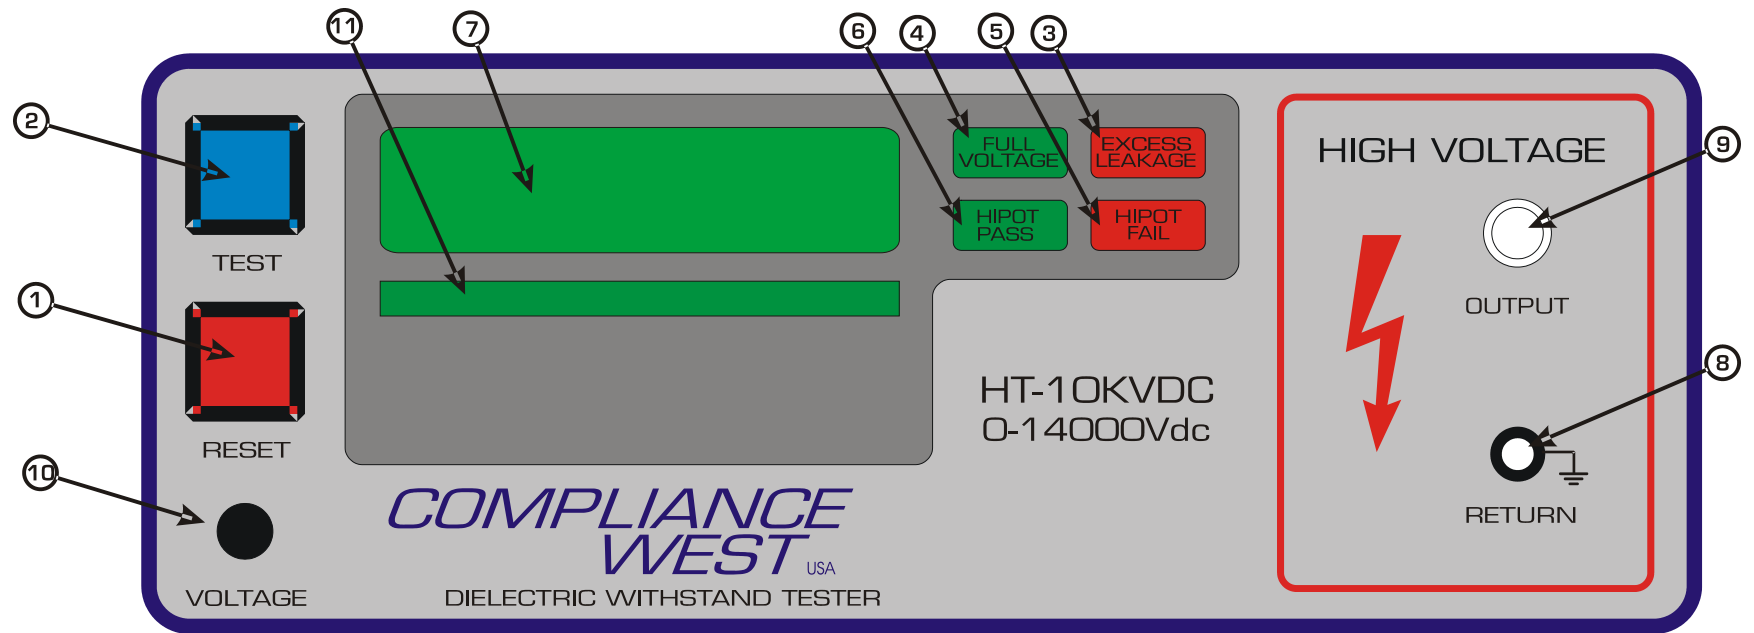 11
7
6
4
5
3
2
FULL
VOLTAGE
EXCESS
LEAKAGE
HIGH VOLTAGE
9
HIPOT
PASS
HIPOT
FAIL
TEST
1
OUTPUT
8
HT-10KVDC
0-14000Vdc
RESET
10
COMPLIANCE
WEST USA
RETURN
VOLTAGE
DIELECTRIC WITHSTAND TESTER